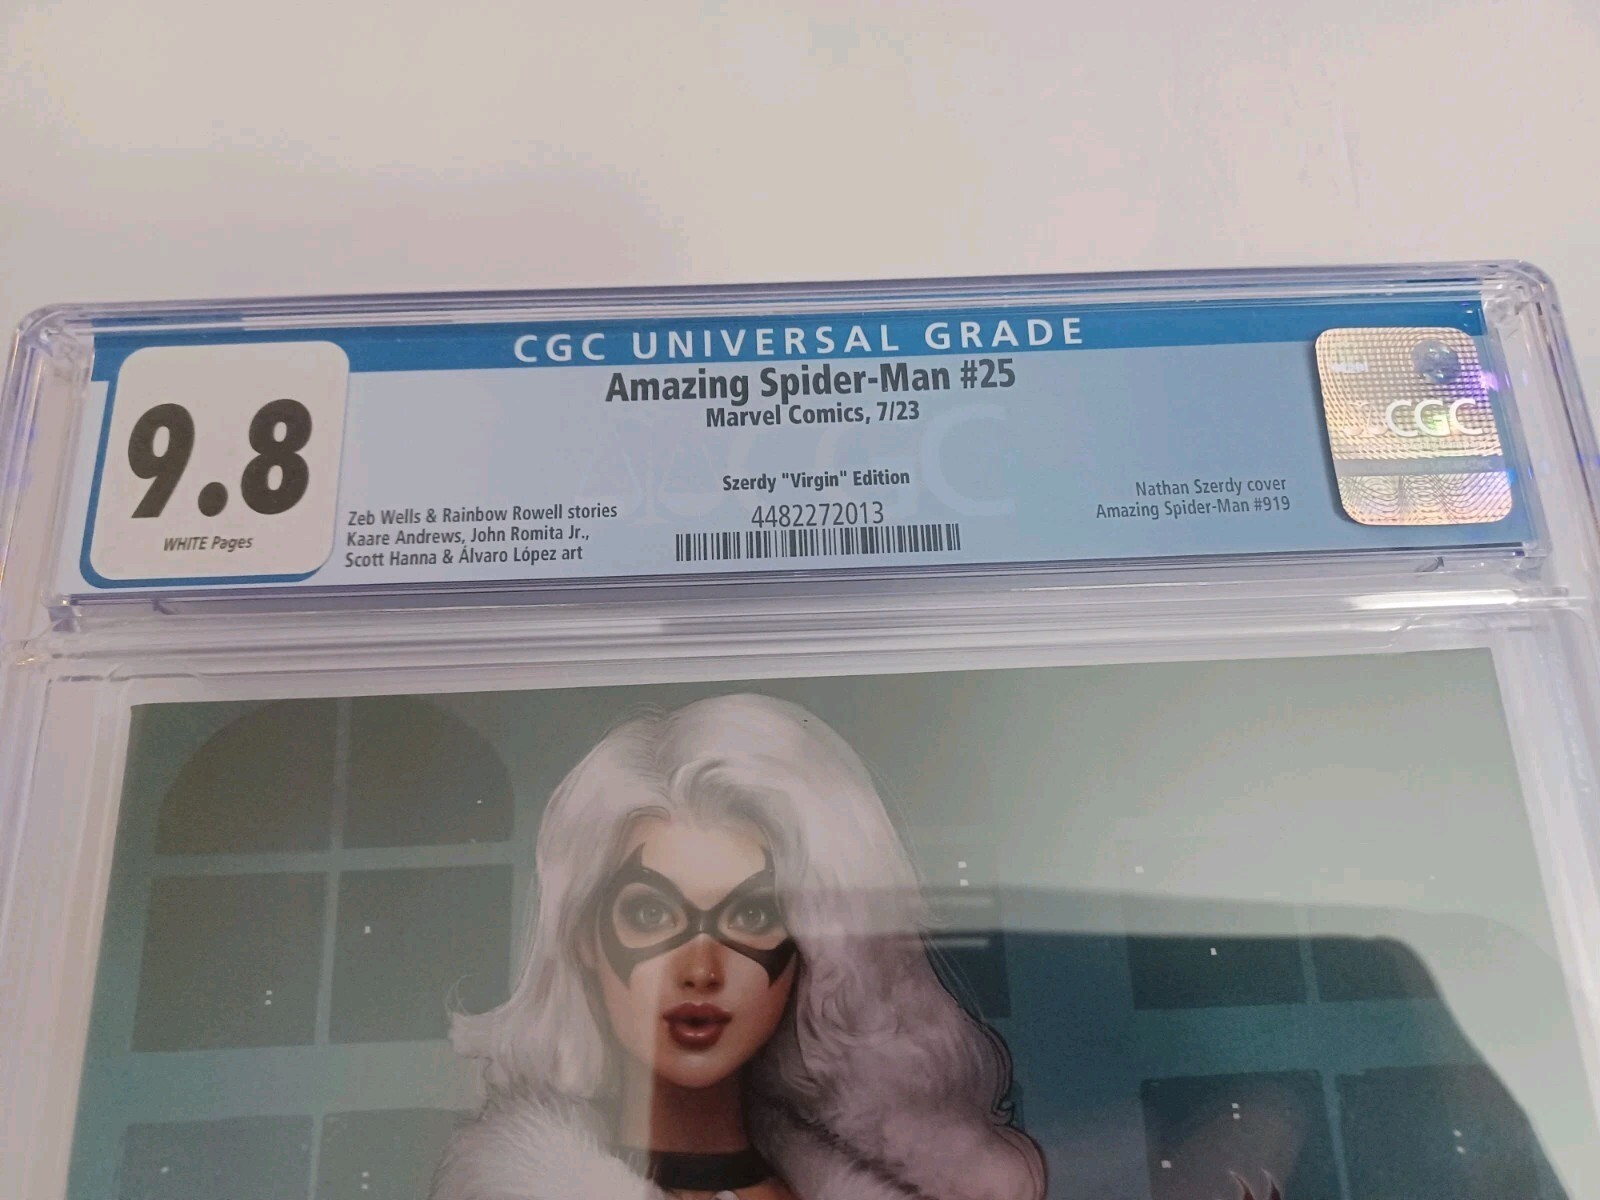 CGC UNIVERSAL GRADE
Amazing Spider-Man #25
Marvel Comics, 7/23
9.8
WHITE Pages
Szerdy "Virgin" Edition
4482272013
Zeb Wells & Rainbow Rowell stories
Kaare Andrews, John Romita Jr.,
Scott Hanna & Álvaro López art
Nathan Szerdy cover
Amazing Spider-Man #919
CGC
CGC